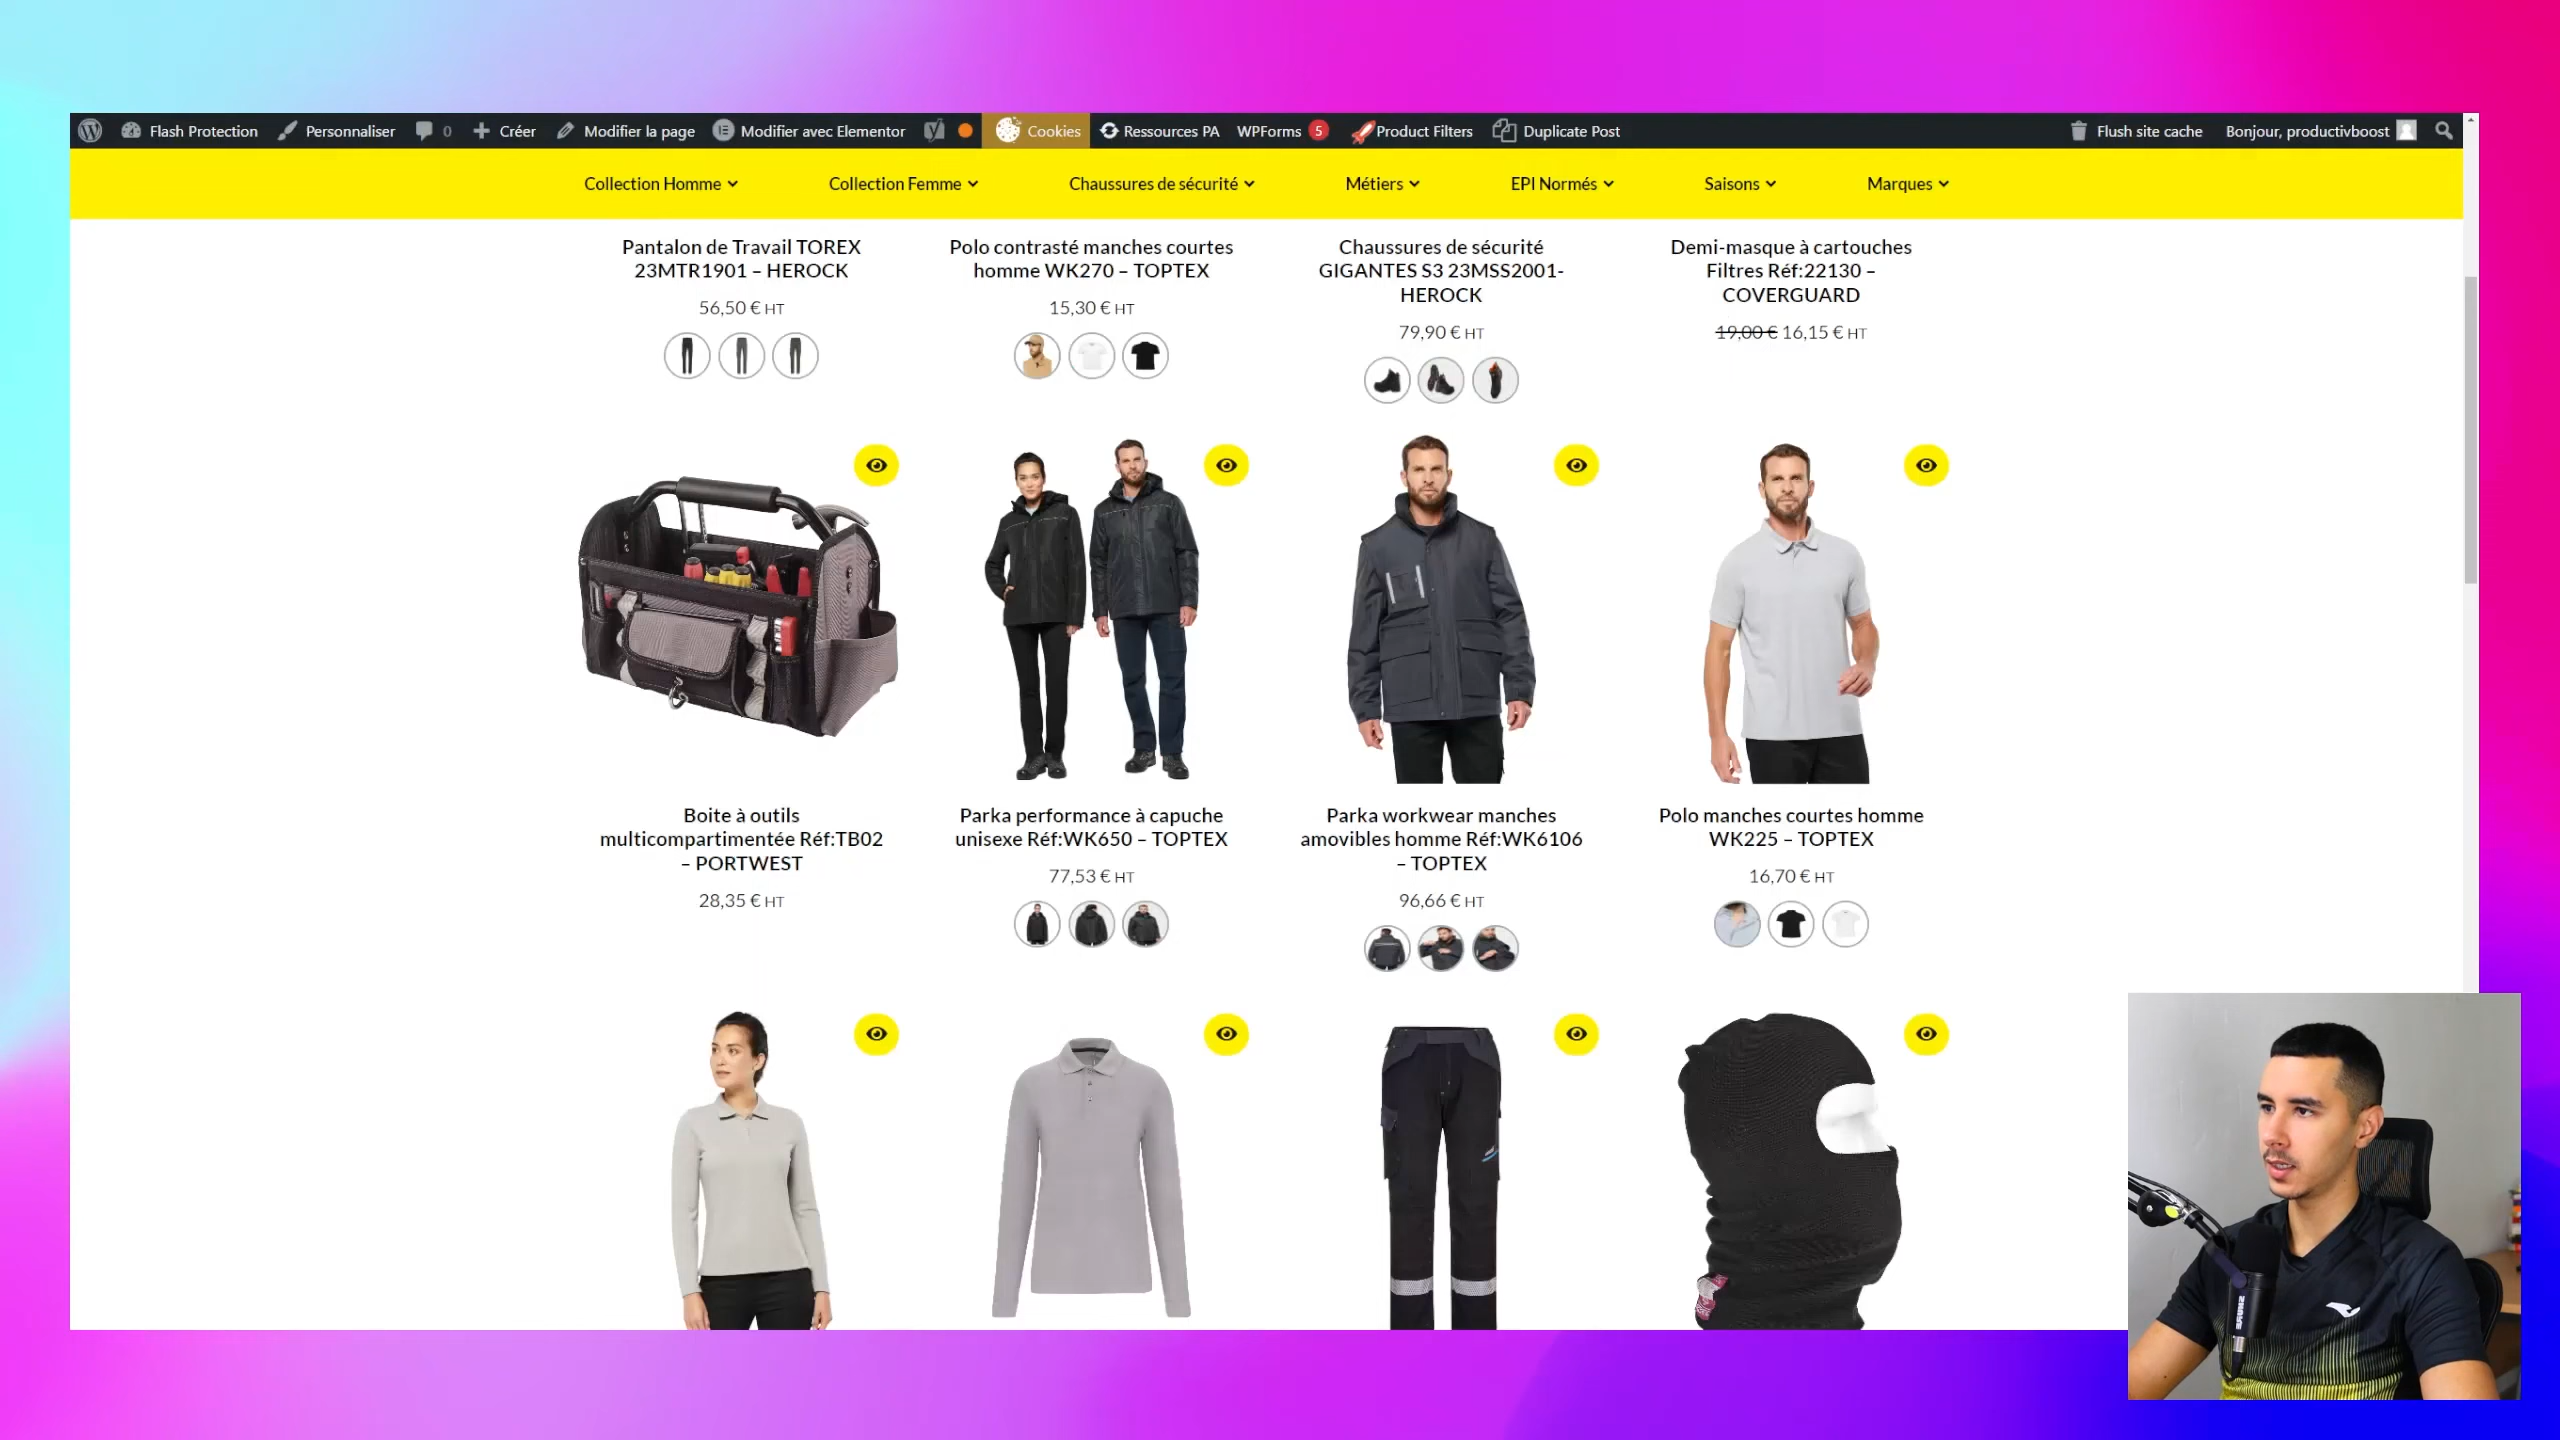 Flash Protection Personnaliser 0 Créer Modifier la page Modifier avec Elementor Cookies Ressources PA WPForms 5 Product Filters Duplicate Post Flush site cache Bonjour, productivboost
Collection Homme Collection Femme Chaussures de sécurité Métiers EPI Normés Saisons Marques
Pantalon de Travail TOREX
23MTR1901 – HEROCK
56,50 € HT
Polo contrasté manches courtes
homme WK270 – TOPTEX
15,30 € HT
Chaussures de sécurité
GIGANTES S3 23MSS2001-
HEROCK
79,90 € HT
Demi-masque à cartouches
Filtres Réf:22130 –
COVERGUARD
19,00 € 16,15 € HT
Boite à outils
multicompartimentée Réf:TB02
– PORTWEST
28,35 € HT
Parka performance à capuche
unisexe Réf:WK650 – TOPTEX
77,53 € HT
Parka workwear manches
amovibles homme Réf:WK6106
– TOPTEX
96,66 € HT
Polo manches courtes homme
WK225 – TOPTEX
16,70 € HT